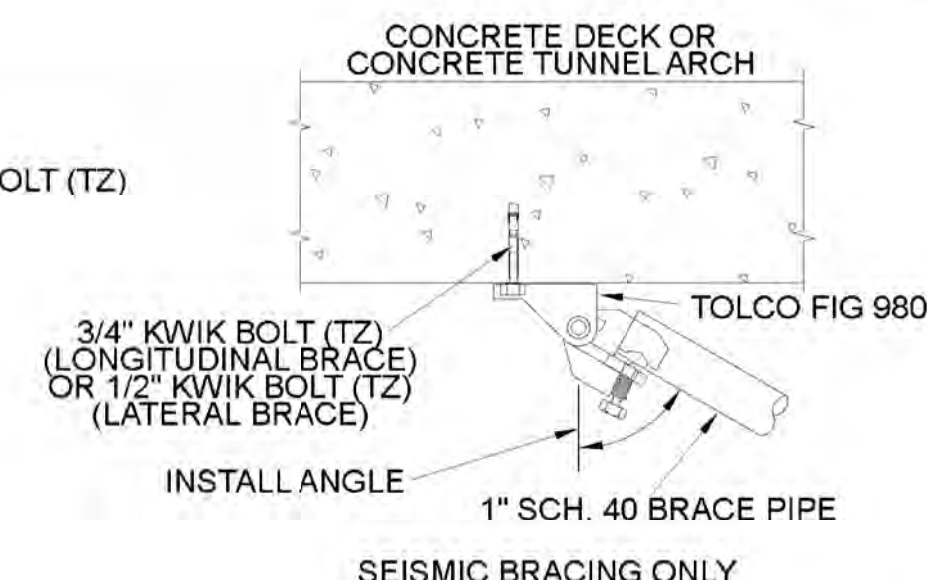 CONCRETE DECK OR
CONCRETE TUNNEL ARCH
OLT (TZ)
TOLCO FIG 980
3/4" KWIK BOLT (TZ)
(LONGITUDINAL BRACE)
OR 1/2" KWIK BOLT (TZ)
(LATERAL BRACE)
INSTALL ANGLE
1" SCH. 40 BRACE PIPE
SEISMIC BRACING ONLY